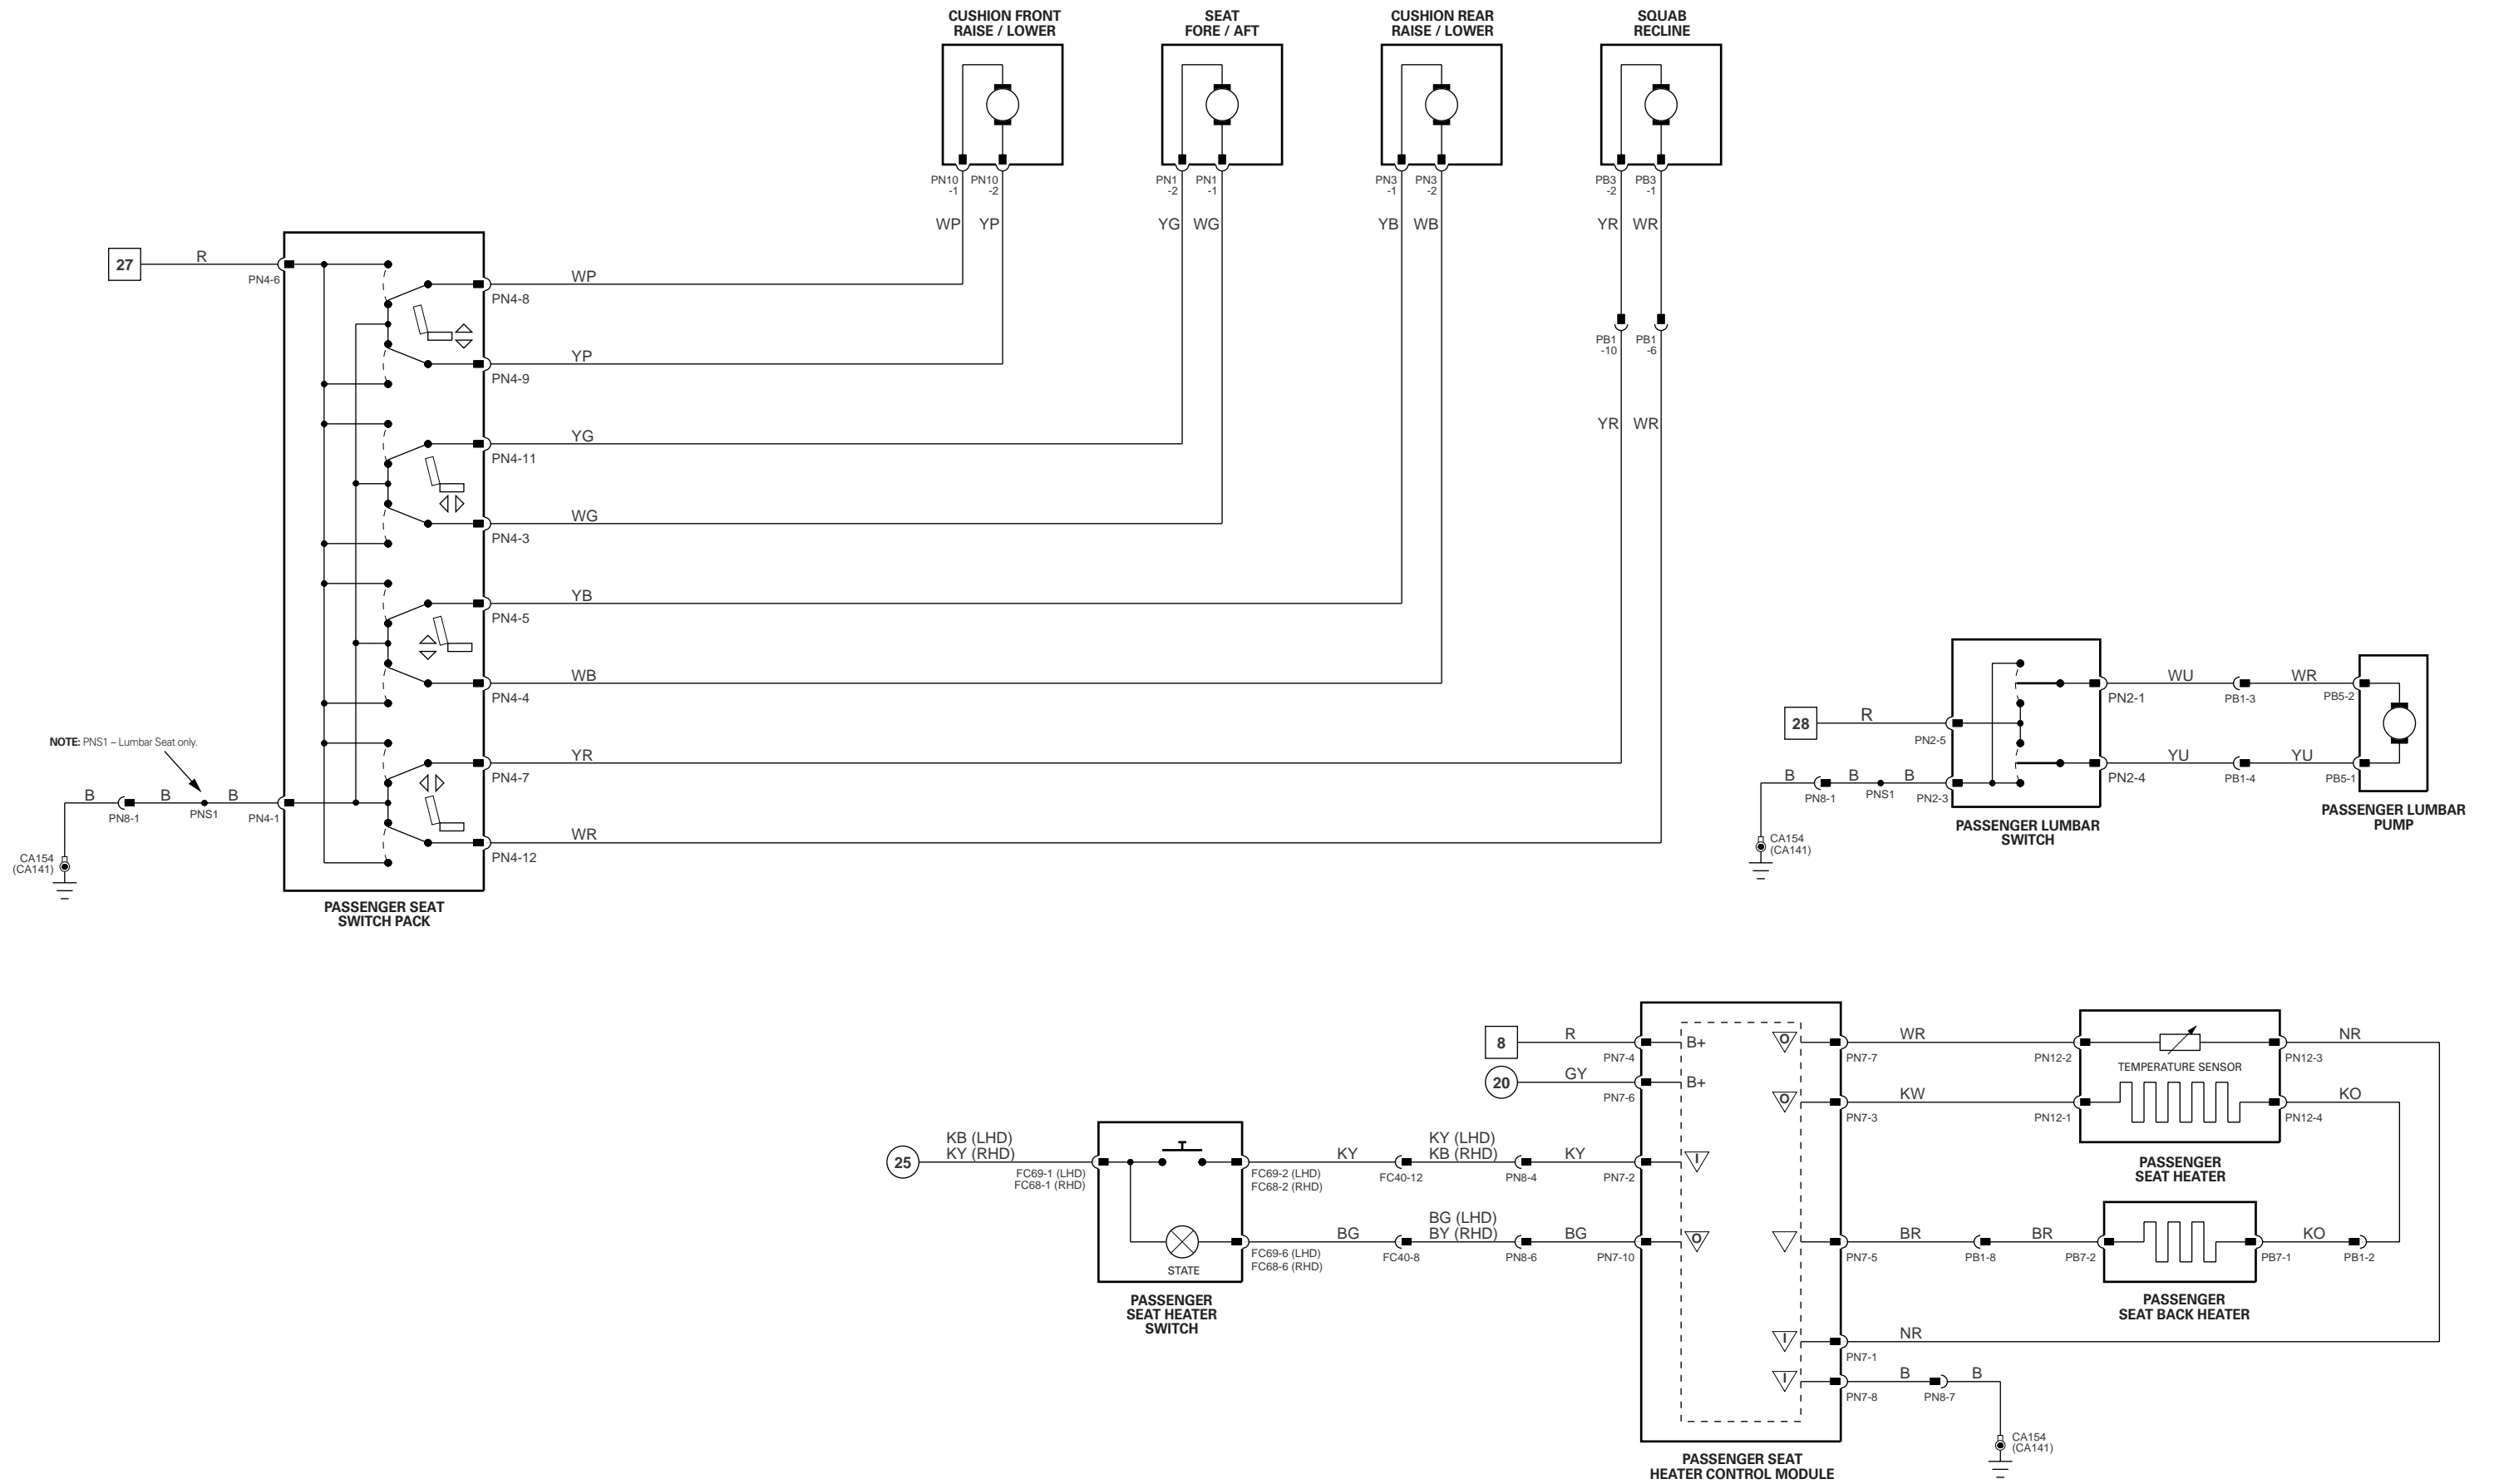 CUSHION FRONT
RAISE / LOWER
SEAT
FORE / AFT
CUSHION REAR
RAISE / LOWER
SQUAB
RECLINE
PN10
-1
PN10
-2
PN1
-2
PN1
-1
PN3
-1
PN3
-2
PB3
-2
PB3
-1
WP
YP
YG
WG
YB
WB
YR
WR
27
R
PN4-6
WP
PN4-8
YP
PN4-9
PB1
-10
PB1
-6
YR
WR
YG
PN4-11
WG
PN4-3
YB
PN4-5
WB
PN4-4
YR
PN4-7
WR
PN4-12
NOTE: PNS1 – Lumbar Seat only.
B
B
B
PN8-1
PNS1
PN4-1
CA154
(CA141)
PASSENGER SEAT
SWITCH PACK
28
R
PN2-5
B
B
B
PN8-1
PNS1
PN2-3
CA154
(CA141)
WU
WR
PN2-1
PB1-3
PB5-2
YU
YU
PN2-4
PB1-4
PB5-1
PASSENGER LUMBAR
SWITCH
PASSENGER LUMBAR
PUMP
8
R
PN7-4
B+
O
20
GY
PN7-6
B+
O
25
KB (LHD)
KY (RHD)
FC69-1 (LHD)
FC68-1 (RHD)
FC69-2 (LHD)
FC68-2 (RHD)
KY
FC40-12
KY (LHD)
KB (RHD)
PN8-4
KY
PN7-2
I
STATE
FC69-6 (LHD)
FC68-6 (RHD)
BG
FC40-8
BG (LHD)
BY (RHD)
PN8-6
BG
PN7-10
O
PASSENGER
SEAT HEATER
SWITCH
WR
PN7-7
PN12-2
TEMPERATURE SENSOR
PN12-3
NR
KW
PN7-3
PN12-1
PN12-4
KO
PASSENGER
SEAT HEATER
BR
PN7-5
PB1-8
BR
PB7-2
PB7-1
KO
PB1-2
PASSENGER
SEAT BACK HEATER
I
NR
PN7-1
I
B
B
PN7-8
PN8-7
CA154
(CA141)
PASSENGER SEAT
HEATER CONTROL MODULE